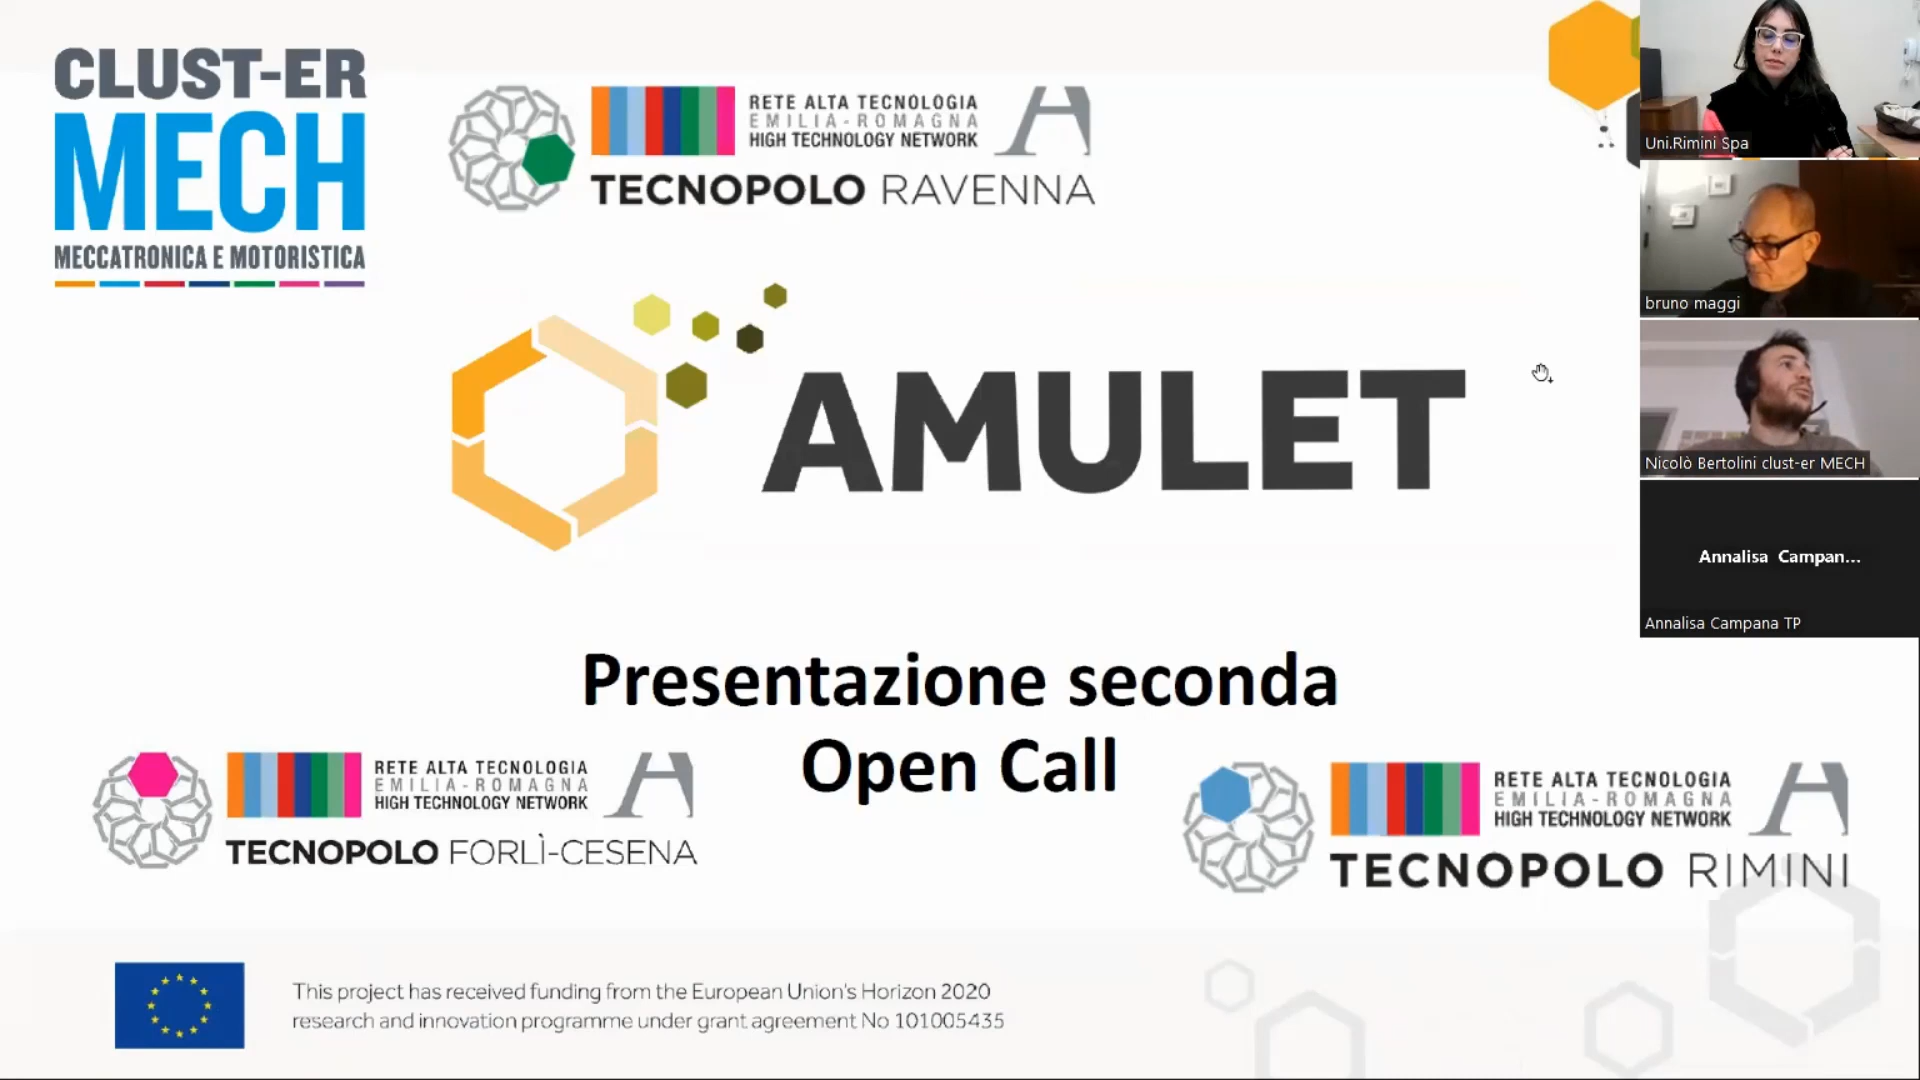 CLUST-ER
MECH
MECCATRONICA E MOTORISTICA
RETE ALTA TECNOLOGIA
EMILIA-ROMAGNA
HIGH TECHNOLOGY NETWORK
TECNOPOLO RAVENNA
AMULET
Presentazione seconda
Open Call
RETE ALTA TECNOLOGIA
EMILIA-ROMAGNA
HIGH TECHNOLOGY NETWORK
TECNOPOLO FORLÌ-CESENA
RETE ALTA TECNOLOGIA
EMILIA-ROMAGNA
HIGH TECHNOLOGY NETWORK
TECNOPOLO RIMINI
This project has received funding from the European Union's Horizon 2020
research and innovation programme under grant agreement No 101005435
Uni.Rimini Spa
bruno maggi
Nicolò Bertolini clust-er MECH
Annalisa Campan...
Annalisa Campana TP